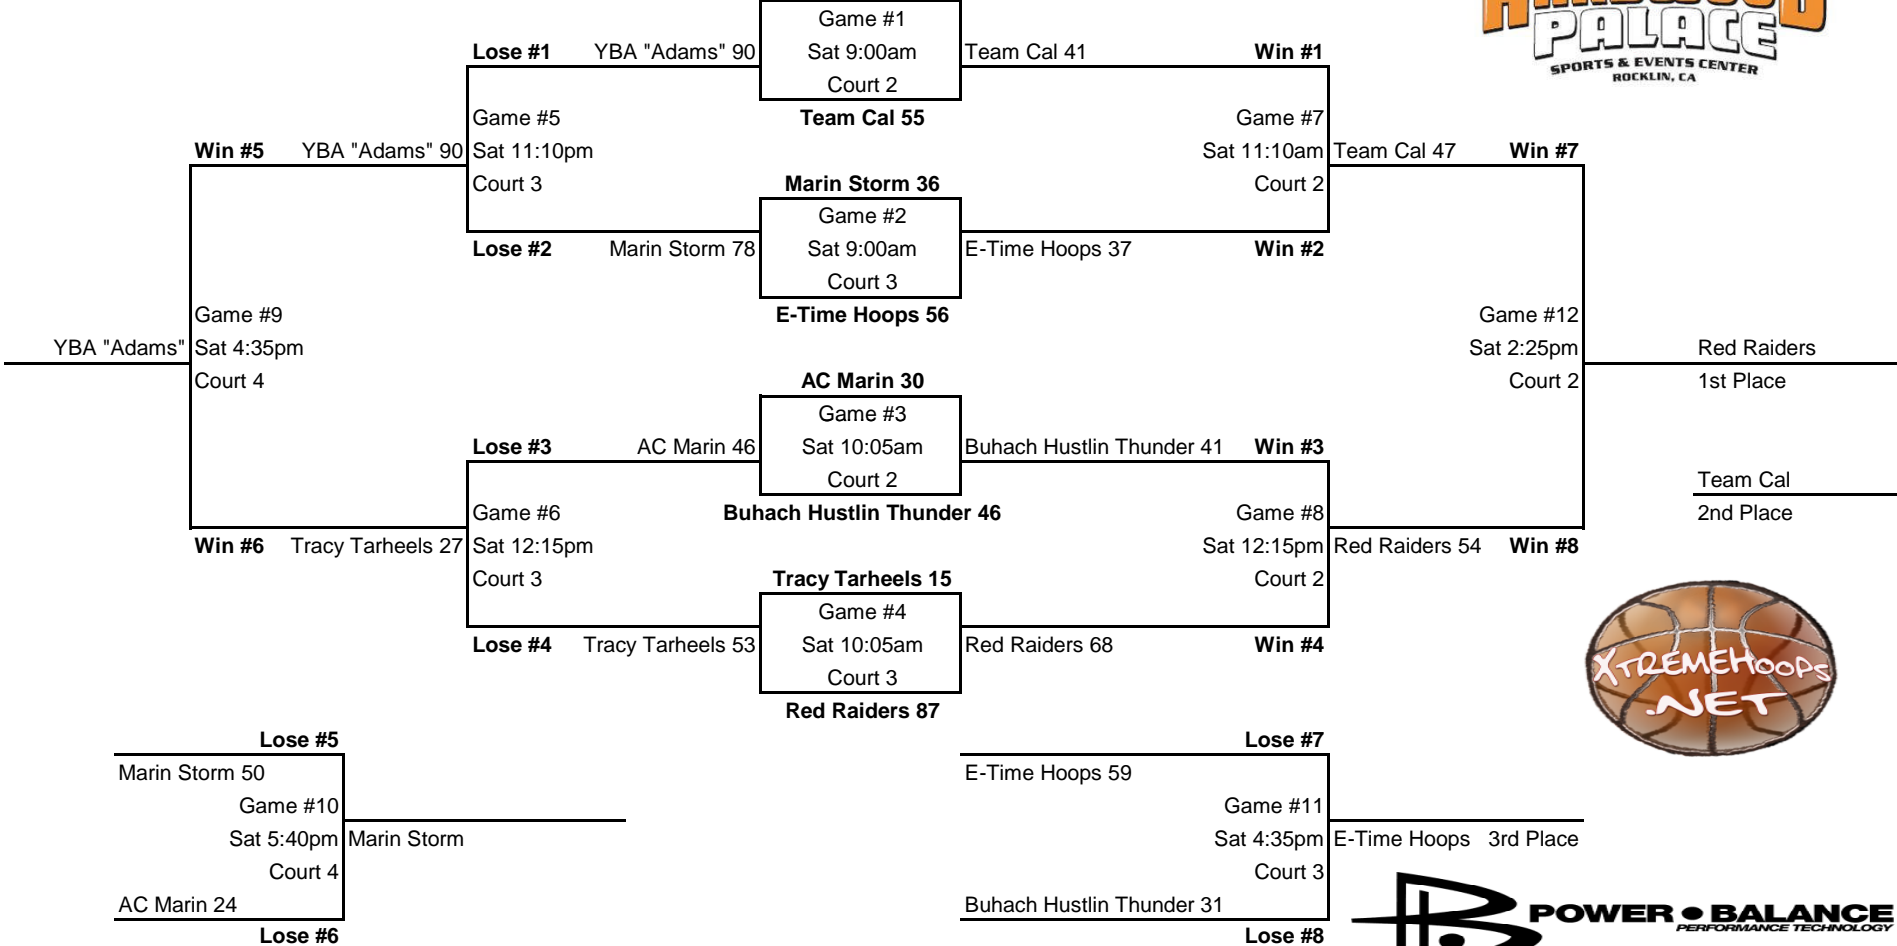 HARDWOOD
PALACE
SPORTS & EVENTS CENTER
ROCKLIN, CA
Game #1
Lose #1 YBA "Adams" 90 Sat 9:00am Team Cal 41 Win #1
Court 2
Game #5 Team Cal 55 Game #7
Win #5 YBA "Adams" 90 Sat 11:10pm Sat 11:10am Team Cal 47 Win #7
Court 3 Marin Storm 36 Court 2
Game #2
Lose #2 Marin Storm 78 Sat 9:00am E-Time Hoops 37 Win #2
Court 3
Game #9 E-Time Hoops 56 Game #12
YBA "Adams" Sat 4:35pm Sat 2:25pm Red Raiders
Court 4 AC Marin 30 Court 2 1st Place
Game #3
Lose #3 AC Marin 46 Sat 10:05am Buhach Hustlin Thunder 41 Win #3
Court 2 Team Cal
Game #6 Buhach Hustlin Thunder 46 Game #8 2nd Place
Win #6 Tracy Tarheels 27 Sat 12:15pm Sat 12:15pm Red Raiders 54 Win #8
Court 3 Tracy Tarheels 15 Court 2
Game #4
Lose #4 Tracy Tarheels 53 Sat 10:05am Red Raiders 68 Win #4
Court 3
Red Raiders 87
XTREMEHOOPS
.NET
Lose #5 Lose #7
Marin Storm 50 E-Time Hoops 59
Game #10 Game #11
Sat 5:40pm Marin Storm Sat 4:35pm E-Time Hoops 3rd Place
Court 4 Court 3
AC Marin 24 Buhach Hustlin Thunder 31
Lose #6 Lose #8
POWER BALANCE
PERFORMANCE TECHNOLOGY